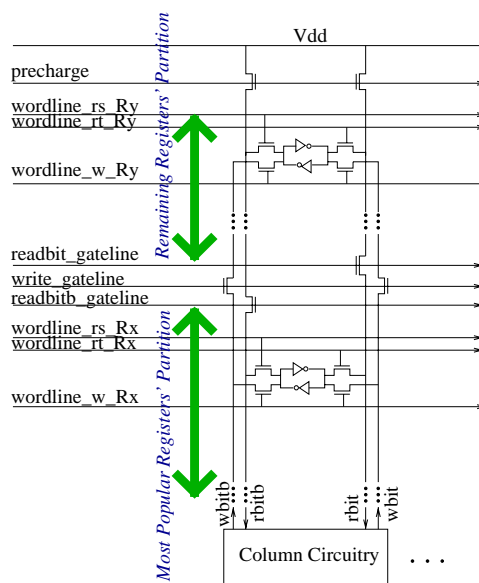 Vdd
precharge
wordline_rs_Ry
wordline_rt_Ry
wordline_w_Ry
Remaining Registers' Partition
readbit_gateline
write_gateline
readbitb_gateline
wordline_rs_Rx
wordline_rt_Rx
wordline_w_Rx
Most Popular Registers' Partition
wbitb
rbitb
rbit
wbit
Column Circuitry
. . .